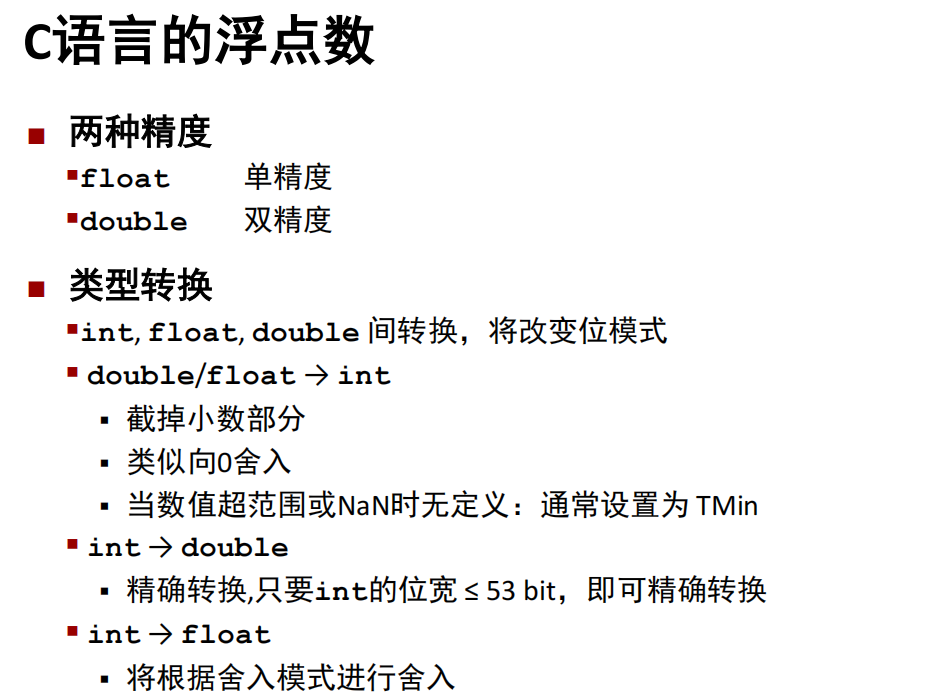 C语言的浮点数
■ 两种精度
▪float 单精度
▪double 双精度
■ 类型转换
▪int, float, double 间转换，将改变位模式
▪ double/float → int
▪ 截掉小数部分
▪ 类似向0舍入
▪ 当数值超范围或NaN时无定义：通常设置为 TMin
▪ int → double
▪ 精确转换,只要int的位宽 ≤ 53 bit，即可精确转换
▪ int → float
▪ 将根据舍入模式进行舍入